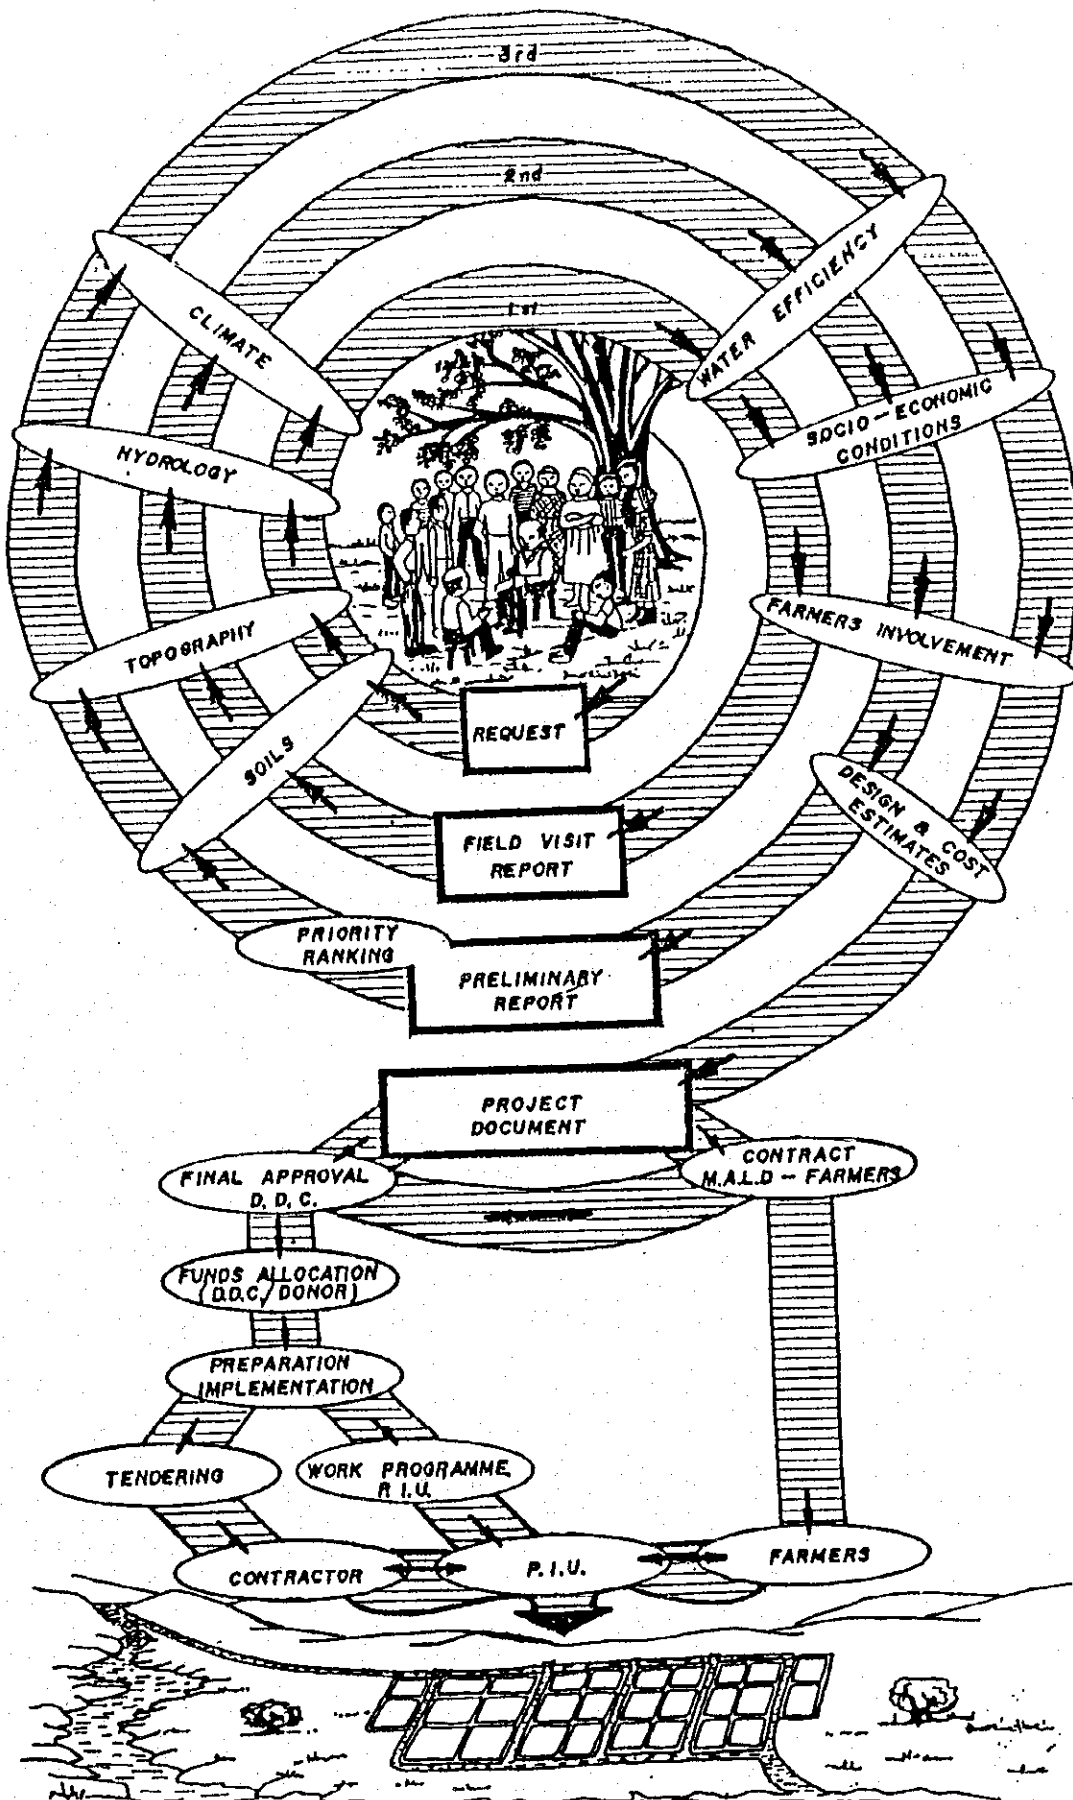 3rd
2nd
1st
CLIMATE
HYDROLOGY
TOPOGRAPHY
SOILS
WATER EFFICIENCY
SOCIO - ECONOMIC
CONDITIONS
FARMERS INVOLVEMENT
DESIGN & COST
ESTIMATES
REQUEST
FIELD VISIT
REPORT
PRIORITY
RANKING
PRELIMINARY
REPORT
PROJECT
DOCUMENT
FINAL APPROVAL
D. D. C.
CONTRACT
M.A.L.D - FARMERS
FUNDS ALLOCATION
(D.D.C./ DONOR)
PREPARATION
IMPLEMENTATION
TENDERING
WORK PROGRAMME
P.I.U.
CONTRACTOR
P.I.U.
FARMERS